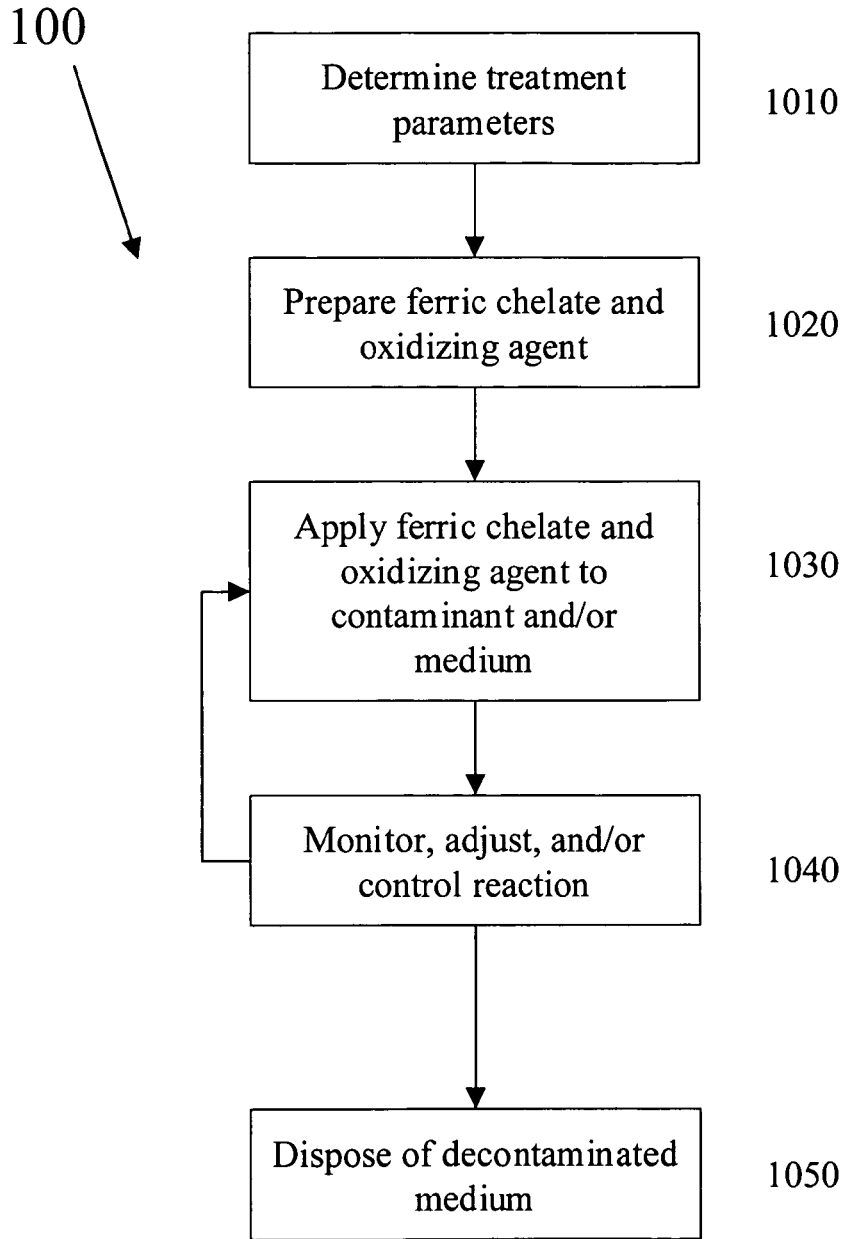 100
Determine treatment
parameters
1010
Prepare ferric chelate and
oxidizing agent
1020
Apply ferric chelate and
oxidizing agent to
contaminant and/or
medium
1030
Monitor, adjust, and/or
control reaction
1040
Dispose of decontaminated
medium
1050